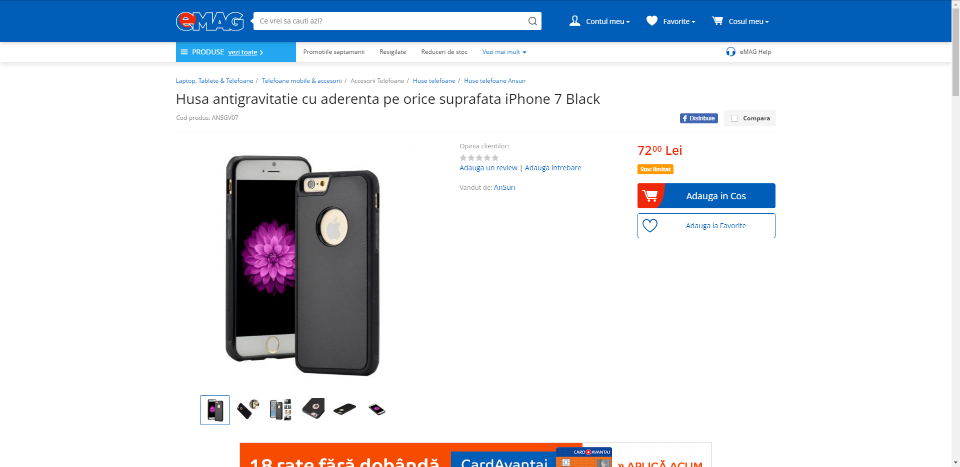 eMAG
Ce vrei sa cauti azi?
Contul meu
Favorite
Cosul meu
PRODUSE vezi toate
Promotiile saptamanii
Resigilate
Reduceri de stoc
Vezi mai mult
eMAG Help
Laptop, Tablete & Telefoane / Telefoane mobile & accesorii / Accesorii Telefoane / Huse telefoane / Huse telefoane Ansuri
Husa antigravitatie cu aderenta pe orice suprafata iPhone 7 Black
Cod produs: ANSGV07
Distribuie
Compara
Opinia clientilor:
Adauga un review | Adauga intrebare
Vandut de: AnSuri
72⁰⁰ Lei
Stoc limitat
Adauga in Cos
Adauga la Favorite
18 rate fără dobândă
CardAvantaj
CARD AVANTAJ
» APLICĂ ACUM